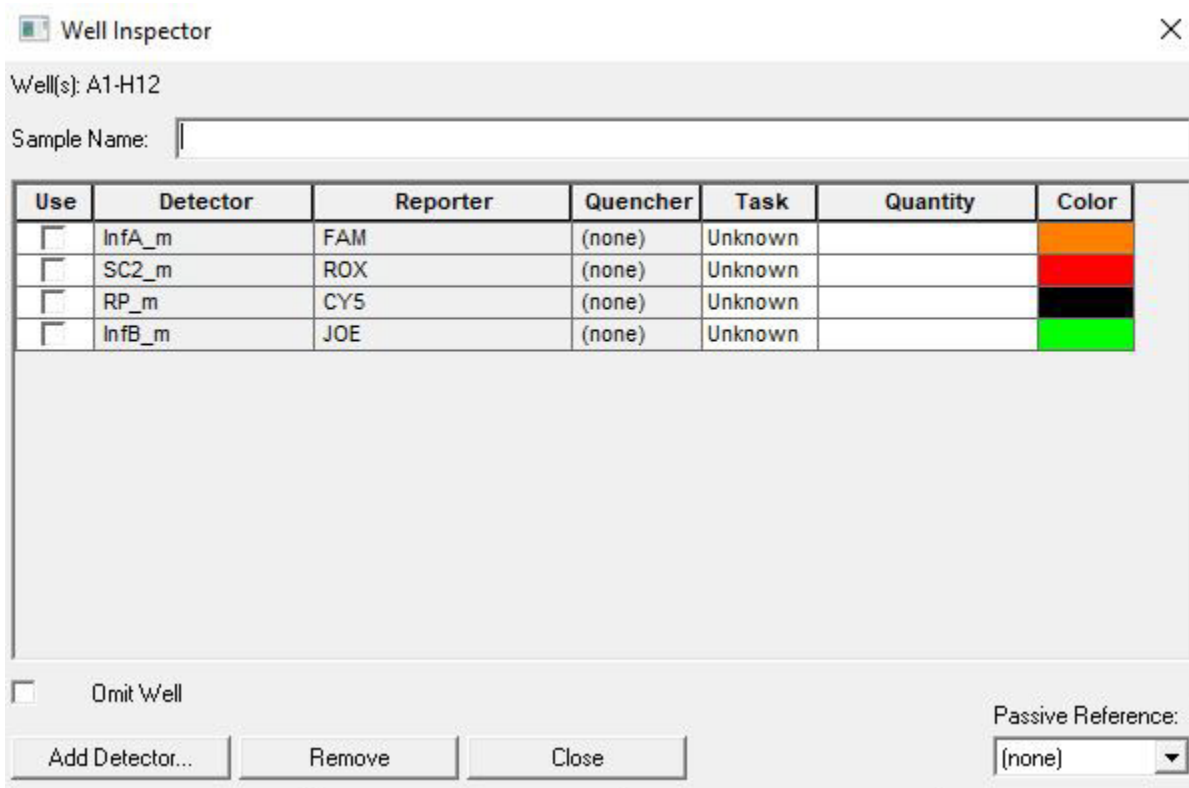 Well Inspector
Well(s): A1-H12
Sample Name:
Use Detector Reporter Quencher Task Quantity Color
InfA_m FAM (none) Unknown
SC2_m ROX (none) Unknown
RP_m CY5 (none) Unknown
InfB_m JOE (none) Unknown
Omit Well
Passive Reference:
Add Detector... Remove Close (none)